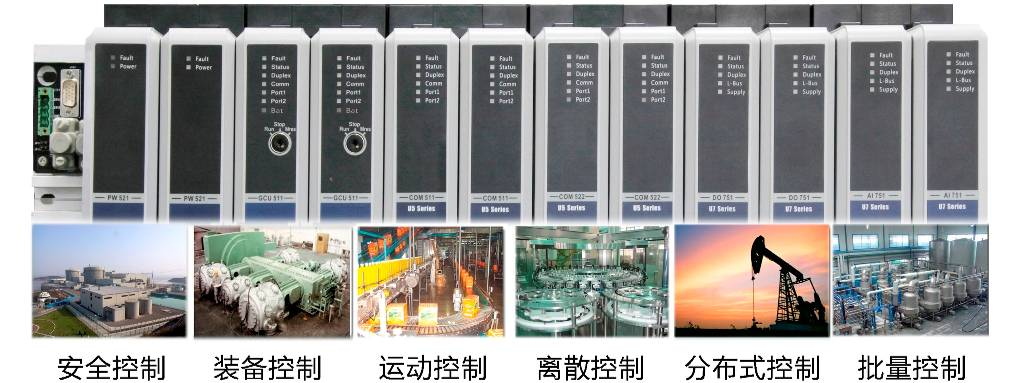 Fault
Power
Fault
Power
Fault
Status
Duplex
Comm
Port1
Port2
Bat
Stop
Run
Mres
Fault
Status
Duplex
Comm
Port1
Port2
Bat
Stop
Run
Mres
Fault
Status
Duplex
Comm
Port1
Port2
Fault
Status
Duplex
Comm
Port1
Port2
Fault
Status
Duplex
Comm
Port1
Port2
Fault
Status
Duplex
Comm
Port1
Port2
Fault
Status
Duplex
L-Bus
Supply
Fault
Status
Duplex
L-Bus
Supply
Fault
Status
Duplex
L-Bus
Supply
Fault
Status
Duplex
L-Bus
Supply
PW 521
PW 521
GCU 511
GCU 511
COM 511
COM 511
COM 522
COM 522
DO 751
DO 751
AI 751
AI 751
U5 Series
U5 Series
U5 Series
U5 Series
U7 Series
U7 Series
U7 Series
U7 Series
安全控制
装备控制
运动控制
离散控制
分布式控制
批量控制